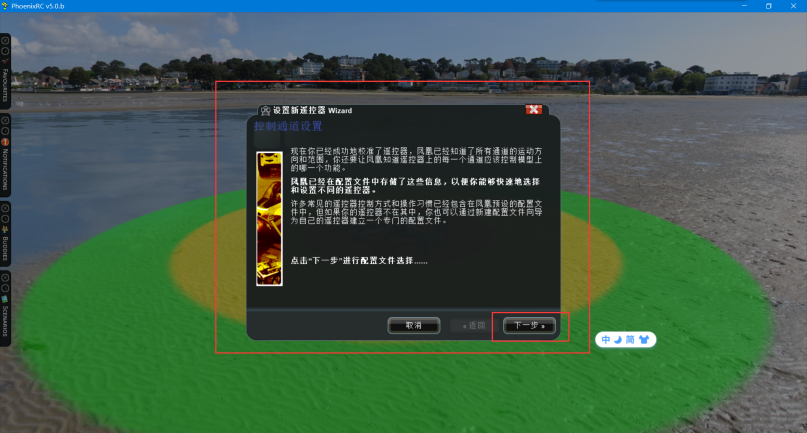 PhoenixRC v5.0.b
FAVOURITES
NOTIFICATIONS
BUDDIES
SCENARIOS
设置新遥控器 Wizard
控制通道设置
现在你已经成功地校准了遥控器，凤凰已经知道了所有通道的运动方
向和范围，你还要让凤凰知道遥控器上的每一个通道应该控制模型上
的哪一个功能。
凤凰已经在配置文件中存储了这些信息，以便你能够快速地选择
和设置不同的遥控器。
许多常见的遥控器控制方式和操作习惯已经包含在凤凰预设的配置文
件中，但如果你的遥控器不在其中，你也可以通过新建配置文件向导
为自己的遥控器建立一个专门的配置文件。
点击“下一步”进行配置文件选择......
取消
« 返回
下一步 »
中 简